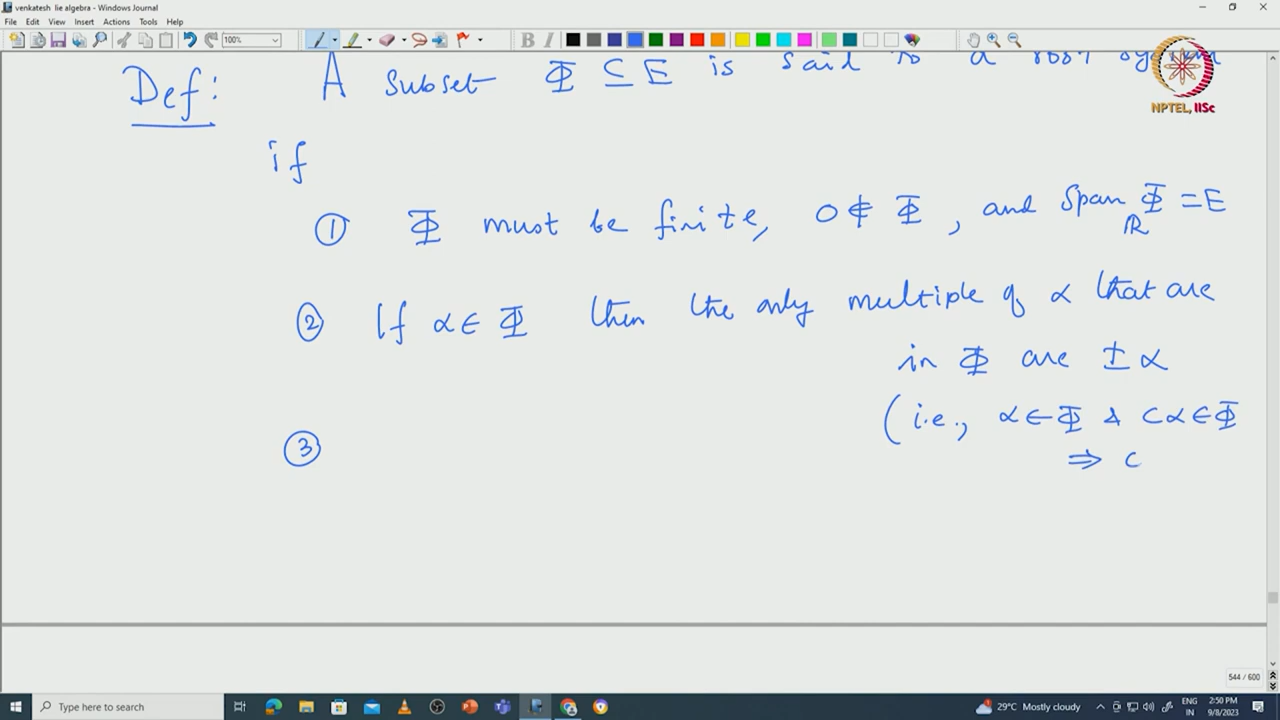 venkatesh lie algebra - Windows Journal
File Edit View Insert Actions Tools Help
100%
B I
NPTEL, IISc
Def: A subset Φ ⊆ E is said to a root system
if
① Φ must be finite, 0 ∉ Φ, and span_ℝ Φ = E
② If α ∈ Φ then the only multiple of α that are
in Φ are ± α
(i.e., α ∈ Φ & cα ∈ Φ
③
⇒ c
544 / 600
Type here to search
29°C Mostly cloudy
ENG
IN
2:50 PM
9/8/2023